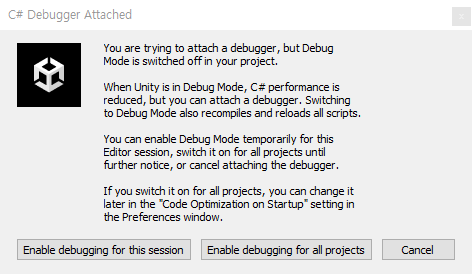 C# Debugger Attached
You are trying to attach a debugger, but Debug
Mode is switched off in your project.
When Unity is in Debug Mode, C# performance is
reduced, but you can attach a debugger. Switching
to Debug Mode also recompiles and reloads all scripts.
You can enable Debug Mode temporarily for this
Editor session, switch it on for all projects until
further notice, or cancel attaching the debugger.
If you switch it on for all projects, you can change it
later in the "Code Optimization on Startup" setting in
the Preferences window.
Enable debugging for this session
Enable debugging for all projects
Cancel